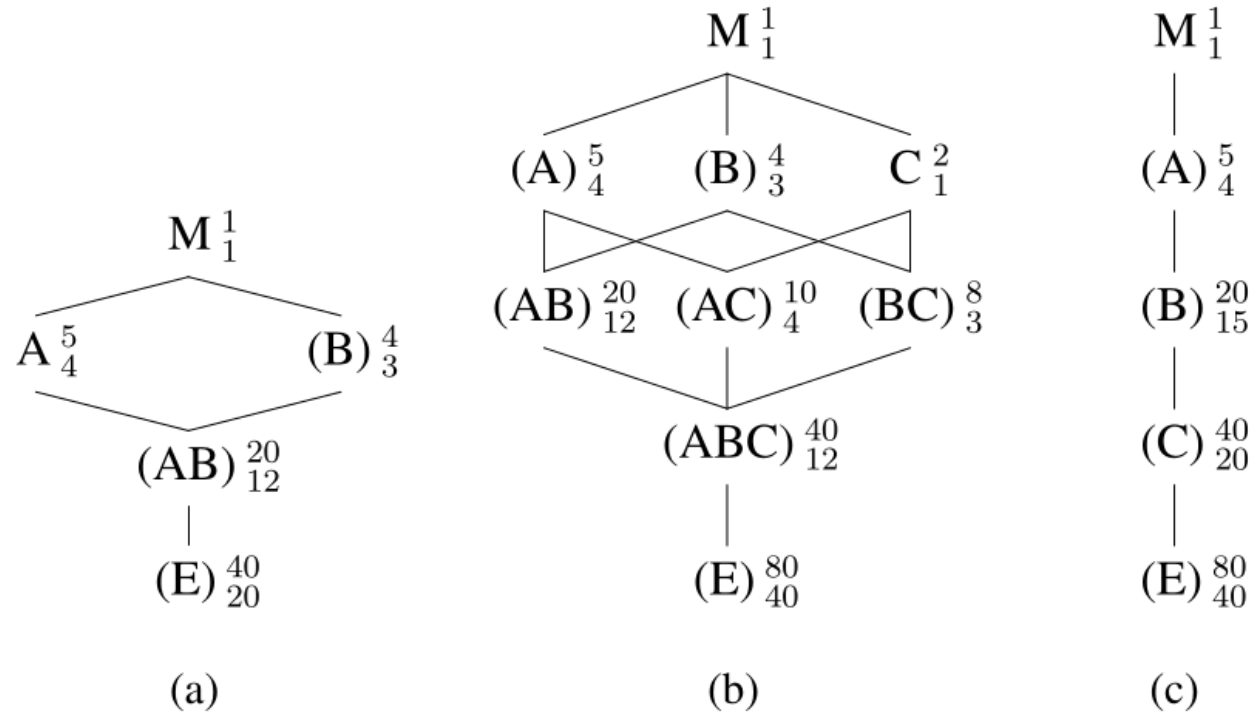 M 1 1
A 5 4 (B) 4 3
(AB) 20 12
(E) 40 20
(a)
M 1 1
(A) 5 4 (B) 4 3 C 2 1
(AB) 20 12 (AC) 10 4 (BC) 8 3
(ABC) 40 12
(E) 80 40
(b)
M 1 1
(A) 5 4
(B) 20 15
(C) 40 20
(E) 80 40
(c)